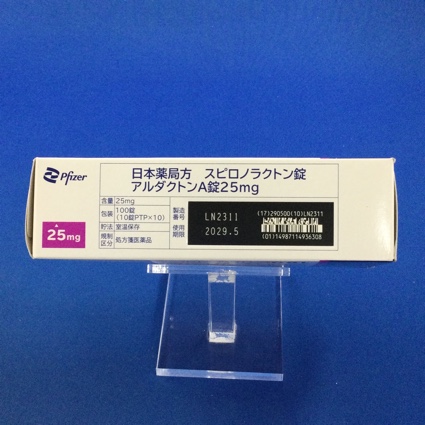 Pfizer
日本薬局方 スピロノラクトン錠
アルダクトンA錠25mg
含量 25mg
包装 100錠
(10錠PTP×10)
貯法 室温保存
規制区分 処方箋医薬品
製造番号 LN2311
使用期限 2029.5
(17)290500(10)LN2311
(01)14987114936308
25mg